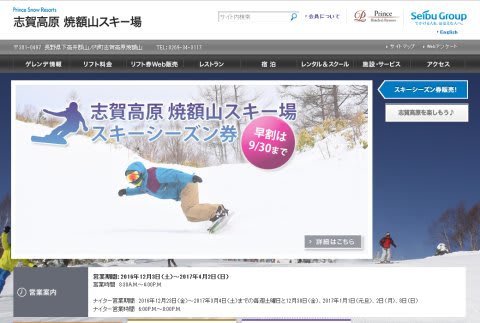 Prince Snow Resorts
志賀高原 焼額山スキー場
サイト内検索
会員について
Prince
Hotels & Resorts
SEIBU GROUP
でかける人を、ほほえむ人へ。
English
〒381-0497 長野県下高井郡山ノ内町志賀高原焼額山 TEL:0269-34-3117
サイトマップ
Webアンケート
ゲレンデ情報
リフト料金
リフト券Web販売
レストラン
宿 泊
レンタル&スクール
施設・サービス
アクセス
スキーシーズン券販売!
志賀高原を楽しもう♪
志賀高原 焼額山スキー場
スキーシーズン券
早割は
9/30まで
詳細はこちら
営業案内
営業期間: 2016年12月3日(土)～2017年4月2日(日)
営業時間 8:30A.M.～4:00P.M.
ナイター営業期間 2016年12月23日(金)～2017年3月4日(土)までの毎週土曜日と12月30日(金)、2017年1月1日(元旦)、2日(月)、8日(日)
ナイター営業時間 6:00P.M.～8:00P.M.